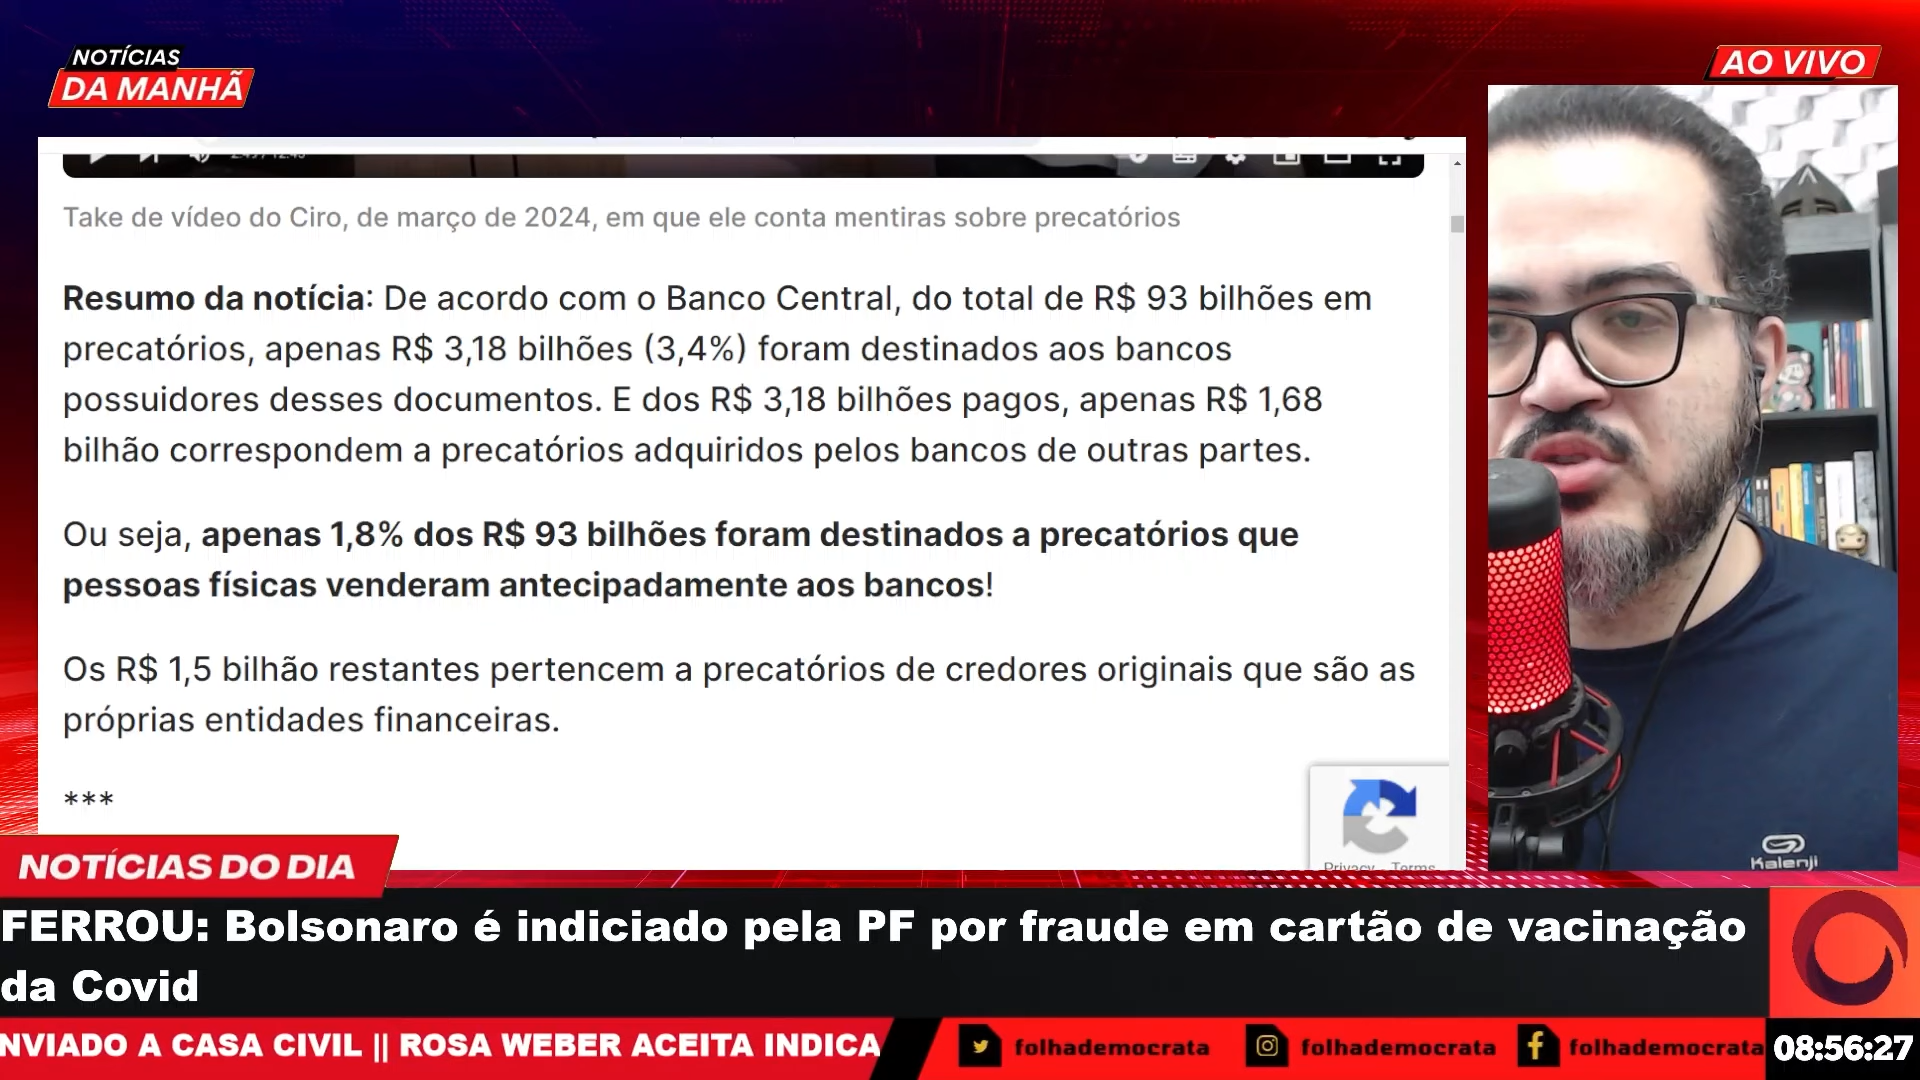 NOTÍCIAS
DA MANHÃ
AO VIVO
Take de vídeo do Ciro, de março de 2024, em que ele conta mentiras sobre precatórios
Resumo da notícia: De acordo com o Banco Central, do total de R$ 93 bilhões em
precatórios, apenas R$ 3,18 bilhões (3,4%) foram destinados aos bancos
possuidores desses documentos. E dos R$ 3,18 bilhões pagos, apenas R$ 1,68
bilhão correspondem a precatórios adquiridos pelos bancos de outras partes.
Ou seja, apenas 1,8% dos R$ 93 bilhões foram destinados a precatórios que
pessoas físicas venderam antecipadamente aos bancos!
Os R$ 1,5 bilhão restantes pertencem a precatórios de credores originais que são as
próprias entidades financeiras.
***
Privacy - Terms
Kalenji
NOTÍCIAS DO DIA
FERROU: Bolsonaro é indiciado pela PF por fraude em cartão de vacinação
da Covid
NVIADO A CASA CIVIL || ROSA WEBER ACEITA INDICA
folhademocrata
folhademocrata
folhademocrata
08:56:27